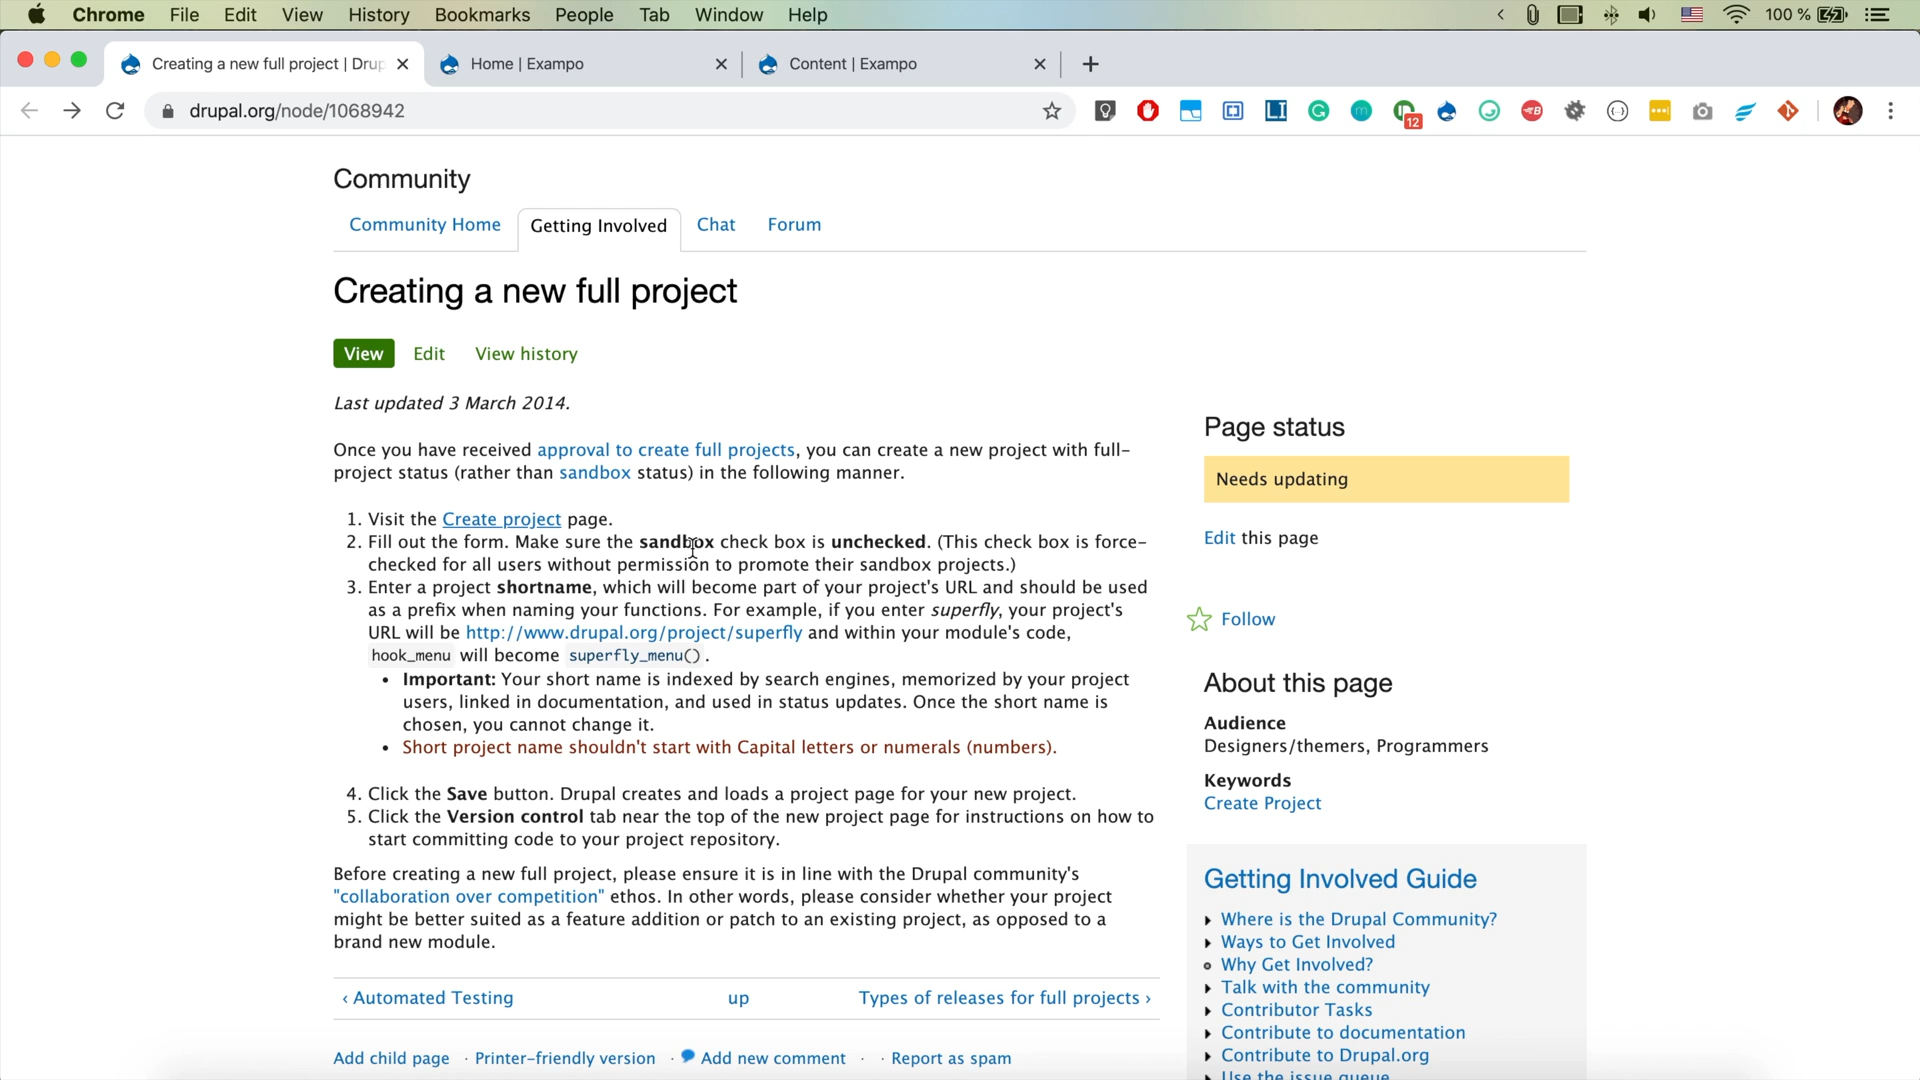 Chrome File Edit View History Bookmarks People Tab Window Help 100 %
Creating a new full project | Drup Home | Exampo Content | Exampo
drupal.org/node/1068942 12
Community
Community Home Getting Involved Chat Forum
Creating a new full project
View Edit View history
Last updated 3 March 2014.
Once you have received approval to create full projects, you can create a new project with full-
project status (rather than sandbox status) in the following manner.
1. Visit the Create project page.
2. Fill out the form. Make sure the sandbox check box is unchecked. (This check box is force-
checked for all users without permission to promote their sandbox projects.)
3. Enter a project shortname, which will become part of your project's URL and should be used
as a prefix when naming your functions. For example, if you enter superfly, your project's
URL will be http://www.drupal.org/project/superfly and within your module's code,
hook_menu will become superfly_menu().
• Important: Your short name is indexed by search engines, memorized by your project
users, linked in documentation, and used in status updates. Once the short name is
chosen, you cannot change it.
• Short project name shouldn't start with Capital letters or numerals (numbers).
4. Click the Save button. Drupal creates and loads a project page for your new project.
5. Click the Version control tab near the top of the new project page for instructions on how to
start committing code to your project repository.
Before creating a new full project, please ensure it is in line with the Drupal community's
"collaboration over competition" ethos. In other words, please consider whether your project
might be better suited as a feature addition or patch to an existing project, as opposed to a
brand new module.
‹ Automated Testing up Types of releases for full projects ›
Add child page · Printer-friendly version · Add new comment · · Report as spam
Page status
Needs updating
Edit this page
Follow
About this page
Audience
Designers/themers, Programmers
Keywords
Create Project
Getting Involved Guide
Where is the Drupal Community?
Ways to Get Involved
Why Get Involved?
Talk with the community
Contributor Tasks
Contribute to documentation
Contribute to Drupal.org
Use the issue queue